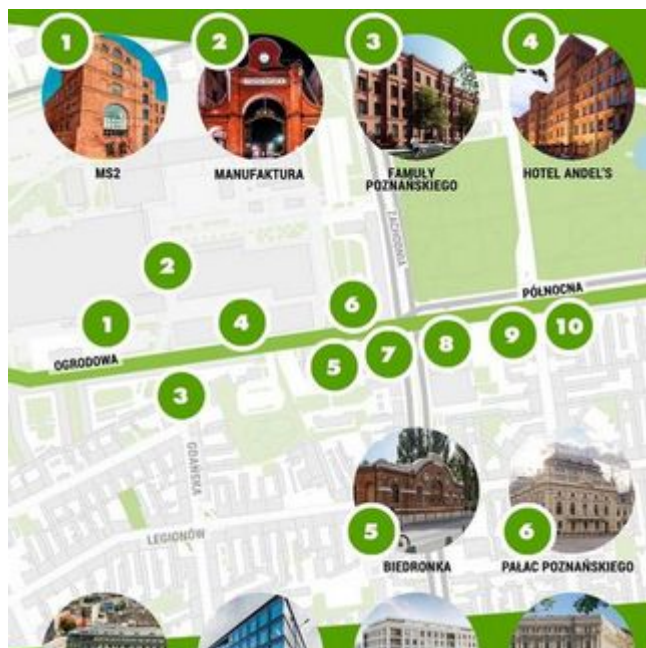 1
2
3
4
MS2
MANUFAKTURA
FAMUŁY
POZNAŃSKIEGO
HOTEL ANDEL'S
ZACHODNIA
2
PÓŁNOCNA
6
1
4
10
9
8
7
5
OGRODOWA
3
GDAŃSKA
LEGIONÓW
5
6
BIEDRONKA
PAŁAC POZNAŃSKIEGO